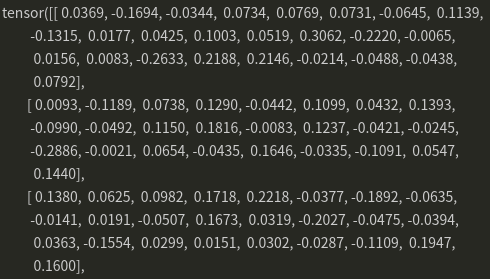 tensor([[ 0.0369, -0.1694, -0.0344,  0.0734,  0.0769,  0.0731, -0.0645,  0.1139,
-0.1315,  0.0177,  0.0425,  0.1003,  0.0519,  0.3062, -0.2220, -0.0065,
0.0156,  0.0083, -0.2633,  0.2188,  0.2146, -0.0214, -0.0488, -0.0438,
0.0792],
[ 0.0093, -0.1189,  0.0738,  0.1290, -0.0442,  0.1099,  0.0432,  0.1393,
-0.0990, -0.0492,  0.1150,  0.1816, -0.0083,  0.1237, -0.0421, -0.0245,
-0.2886, -0.0021,  0.0654, -0.0435,  0.1646, -0.0335, -0.1091,  0.0547,
0.1440],
[ 0.1380,  0.0625,  0.0982,  0.1718,  0.2218, -0.0377, -0.1892, -0.0635,
-0.0141,  0.0191, -0.0507,  0.1673,  0.0319, -0.2027, -0.0475, -0.0394,
0.0363, -0.1554,  0.0299,  0.0151,  0.0302, -0.0287, -0.1109,  0.1947,
0.1600],